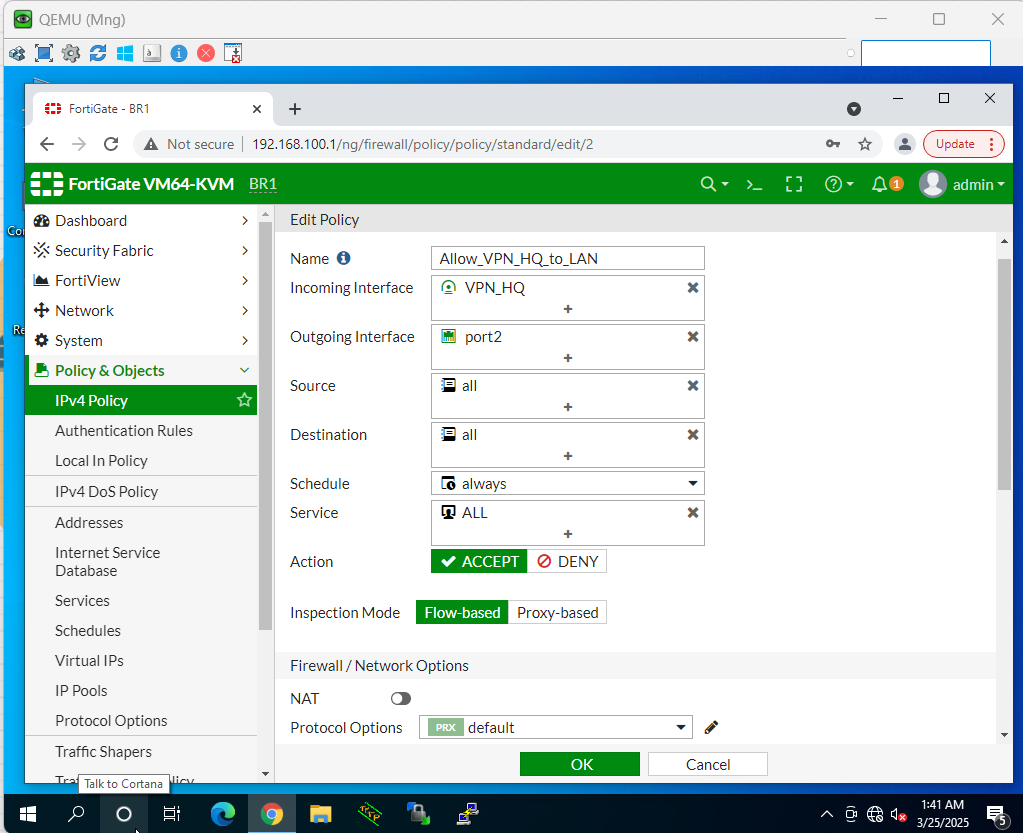 QEMU (Mng)
FortiGate - BR1
Not secure
192.168.100.1/ng/firewall/policy/policy/standard/edit/2
Update
FortiGate VM64-KVM BR1
1 admin
Dashboard
Security Fabric
FortiView
Network
System
Policy & Objects
IPv4 Policy
Authentication Rules
Local In Policy
IPv4 DoS Policy
Addresses
Internet Service
Database
Services
Schedules
Virtual IPs
IP Pools
Protocol Options
Traffic Shapers
Talk to Cortana
Edit Policy
Name Allow_VPN_HQ_to_LAN
Incoming Interface VPN_HQ
+
Outgoing Interface port2
+
Source all
+
Destination all
+
Schedule always
Service ALL
+
Action ACCEPT DENY
Inspection Mode Flow-based Proxy-based
Firewall / Network Options
NAT
Protocol Options PRX default
OK Cancel
1:41 AM
3/25/2025
5